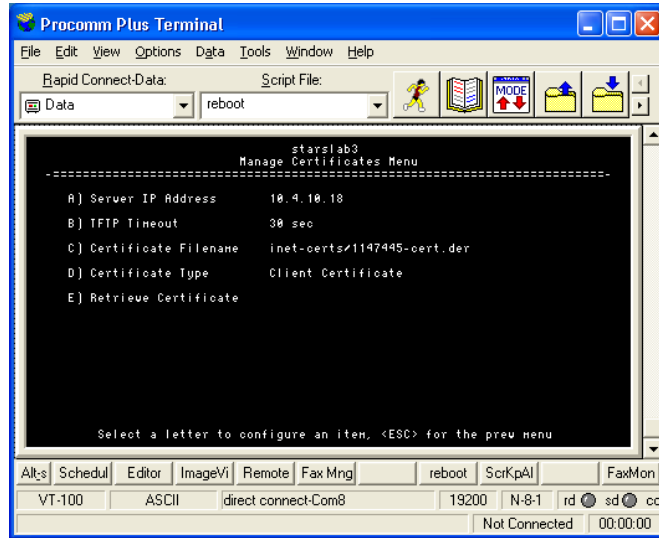 Procomm Plus Terminal
File Edit View Options Data Tools Window Help
Rapid Connect-Data: Script File:
Data reboot MODE
starslab3
Manage Certificates Menu
-==============================================================================-
A) Server IP Address 10.4.10.18
B) TFTP Timeout 30 sec
C) Certificate Filename inet-certs/1147445-cert.der
D) Certificate Type Client Certificate
E) Retrieve Certificate
Select a letter to configure an item, <ESC> for the prev menu
Alt-s Schedul Editor ImageVi Remote Fax Mng reboot ScrKpAl FaxMon
VT-100 ASCII direct connect-Com8 19200 N-8-1 rd sd cd
Not Connected 00:00:00